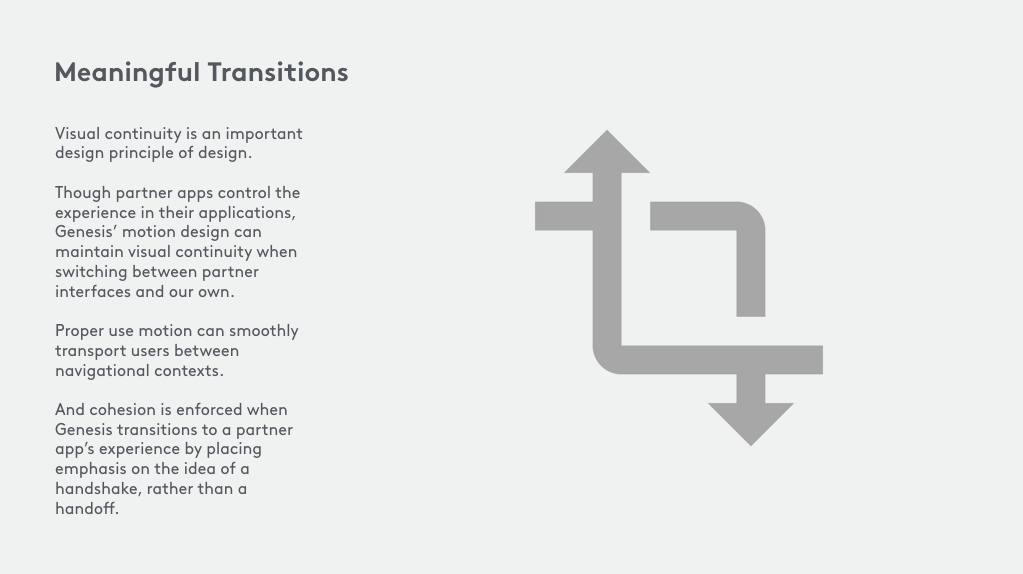 Meaningful Transitions
Visual continuity is an important
design principle of design.
Though partner apps control the
experience in their applications,
Genesis’ motion design can
maintain visual continuity when
switching between partner
interfaces and our own.
Proper use motion can smoothly
transport users between
navigational contexts.
And cohesion is enforced when
Genesis transitions to a partner
app’s experience by placing
emphasis on the idea of a
handshake, rather than a
handoff.